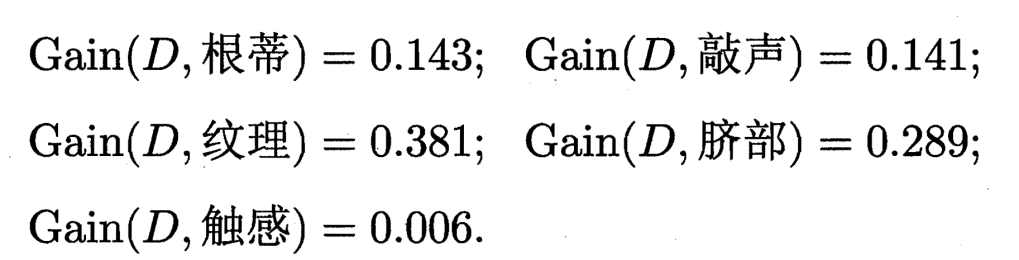 Gain(D, 根蒂) = 0.143; Gain(D, 敲声) = 0.141;
Gain(D, 纹理) = 0.381; Gain(D, 脐部) = 0.289;
Gain(D, 触感) = 0.006.